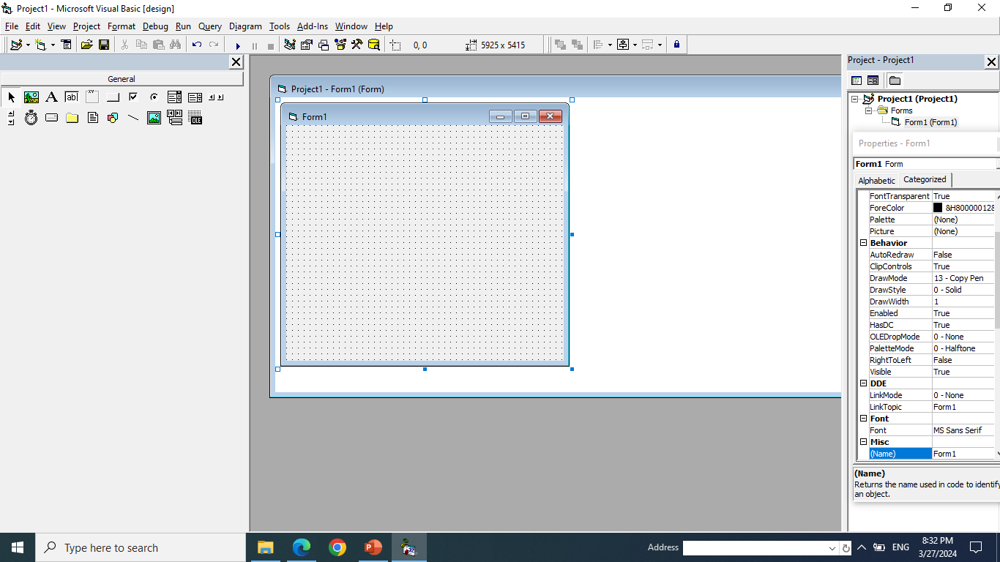 Project1 - Microsoft Visual Basic [design]
File Edit View Project Format Debug Run Query Diagram Tools Add-Ins Window Help
0, 0 5925 x 5415
General
A ab| XY
OLE
Project1 - Form1 (Form)
Form1
Project - Project1
Project1 (Project1)
Forms
Form1 (Form1)
Properties - Form1
Form1 Form
Alphabetic Categorized
FontTransparent True
ForeColor &H800000128
Palette (None)
Picture (None)
Behavior
AutoRedraw False
ClipControls True
DrawMode 13 - Copy Pen
DrawStyle 0 - Solid
DrawWidth 1
Enabled True
HasDC True
OLEDropMode 0 - None
PaletteMode 0 - Halftone
RightToLeft False
Visible True
DDE
LinkMode 0 - None
LinkTopic Form1
Font
Font MS Sans Serif
Misc
(Name) Form1
(Name)
Returns the name used in code to identify
an object.
Type here to search
Address
ENG
8:32 PM
3/27/2024